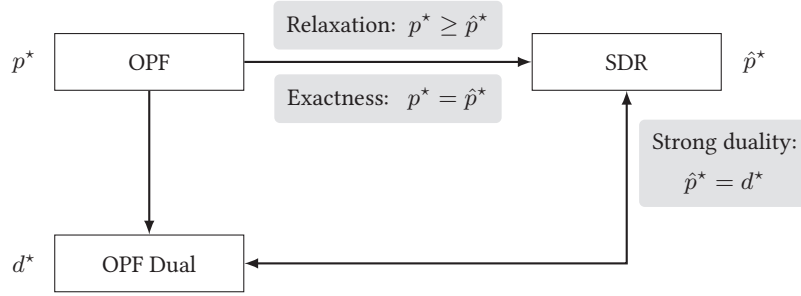 Relaxation: p⋆ ≥ p̂⋆
p⋆ OPF SDR p̂⋆
Exactness: p⋆ = p̂⋆
Strong duality:
p̂⋆ = d⋆
d⋆ OPF Dual